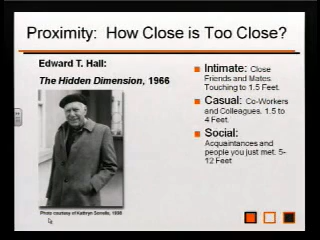 Proximity: How Close is Too Close?
Edward T. Hall:
The Hidden Dimension, 1966
Intimate: Close
Friends and Mates.
Touching to 1.5 Feet.
Casual: Co-Workers
and Colleagues. 1.5 to
4 Feet.
Social:
Acquaintances and
people you just met. 5-
12 Feet
Photo courtesy of Kathryn Sorrells, 1998